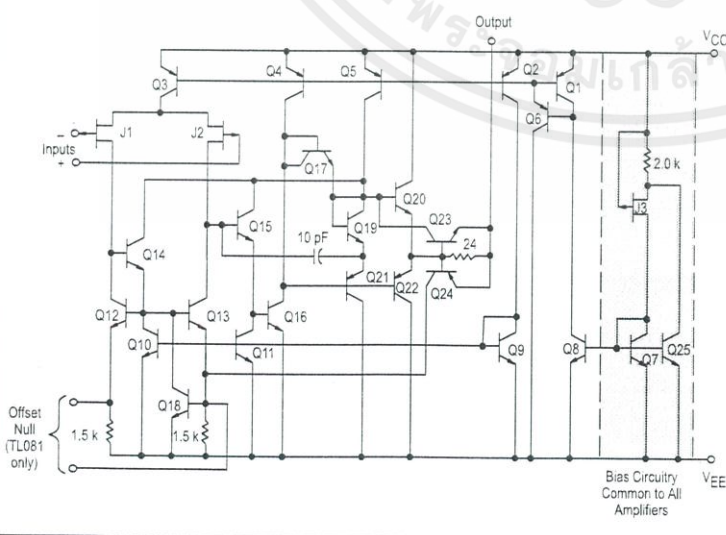 Output
VCC
Q3
Q4
Q5
Q2
Q1
Q6
−
J1
J2
Inputs
+
Q17
2.0 k
J3
Q20
Q15
Q19
Q23
24
Q14
10 pF
Q21
Q22
Q24
Q12
Q13
Q16
Q10
Q11
Q9
Q8
Q7
Q25
Q18
Offset
Null
(TL081
only)
1.5 k
1.5 k
Bias Circuitry
Common to All
Amplifiers
VEE